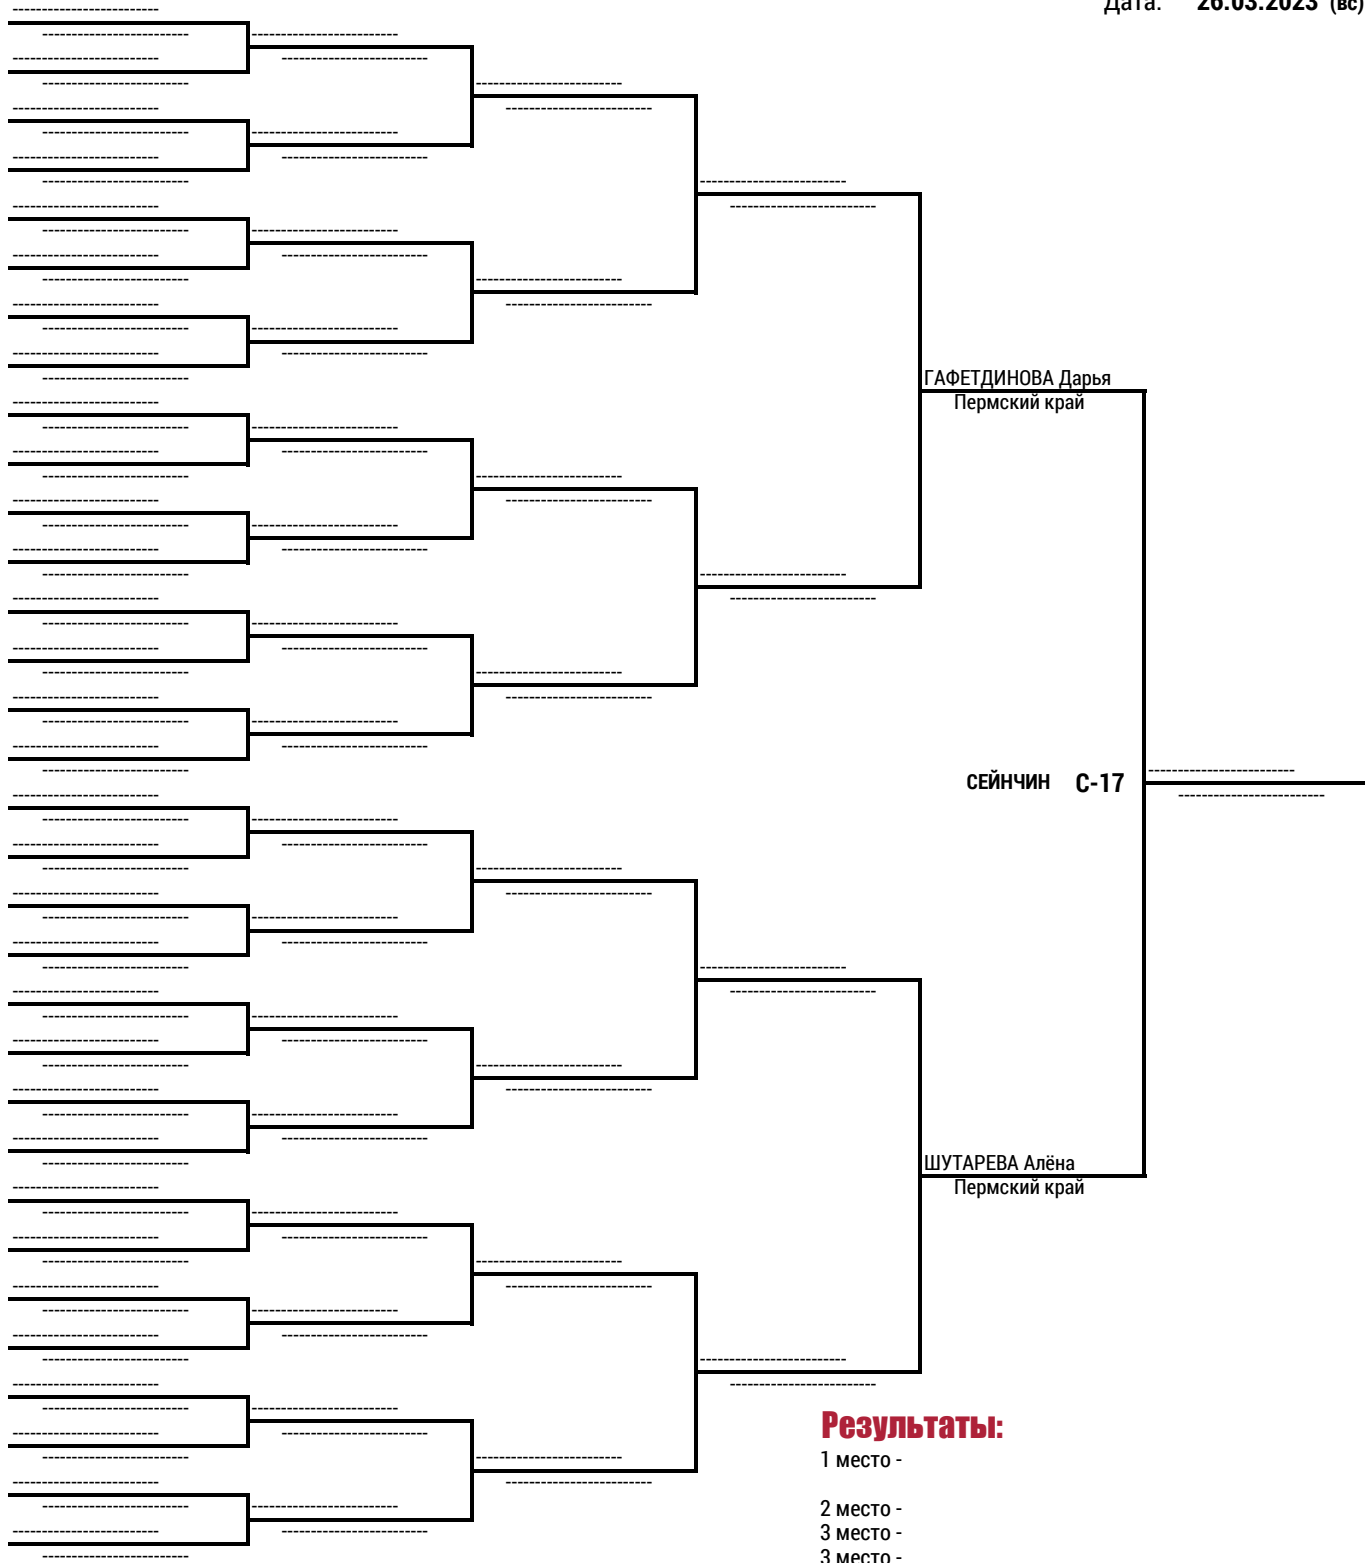 Дата: 26.03.2023 (вс)
ГАФЕТДИНОВА Дарья
Пермский край
СЕЙНЧИН С-17
ШУТАРЕВА Алёна
Пермский край
Результаты:
1 место -
2 место -
3 место -
3 место -